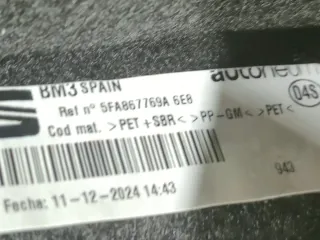 BM3 SPAIN
autoneum
Ref nº 5FA867769A 6E8
04S
Cod mat. >PET+SBR< >PP-GM< >PET<
943
Fecha: 11-12-2024 14:43